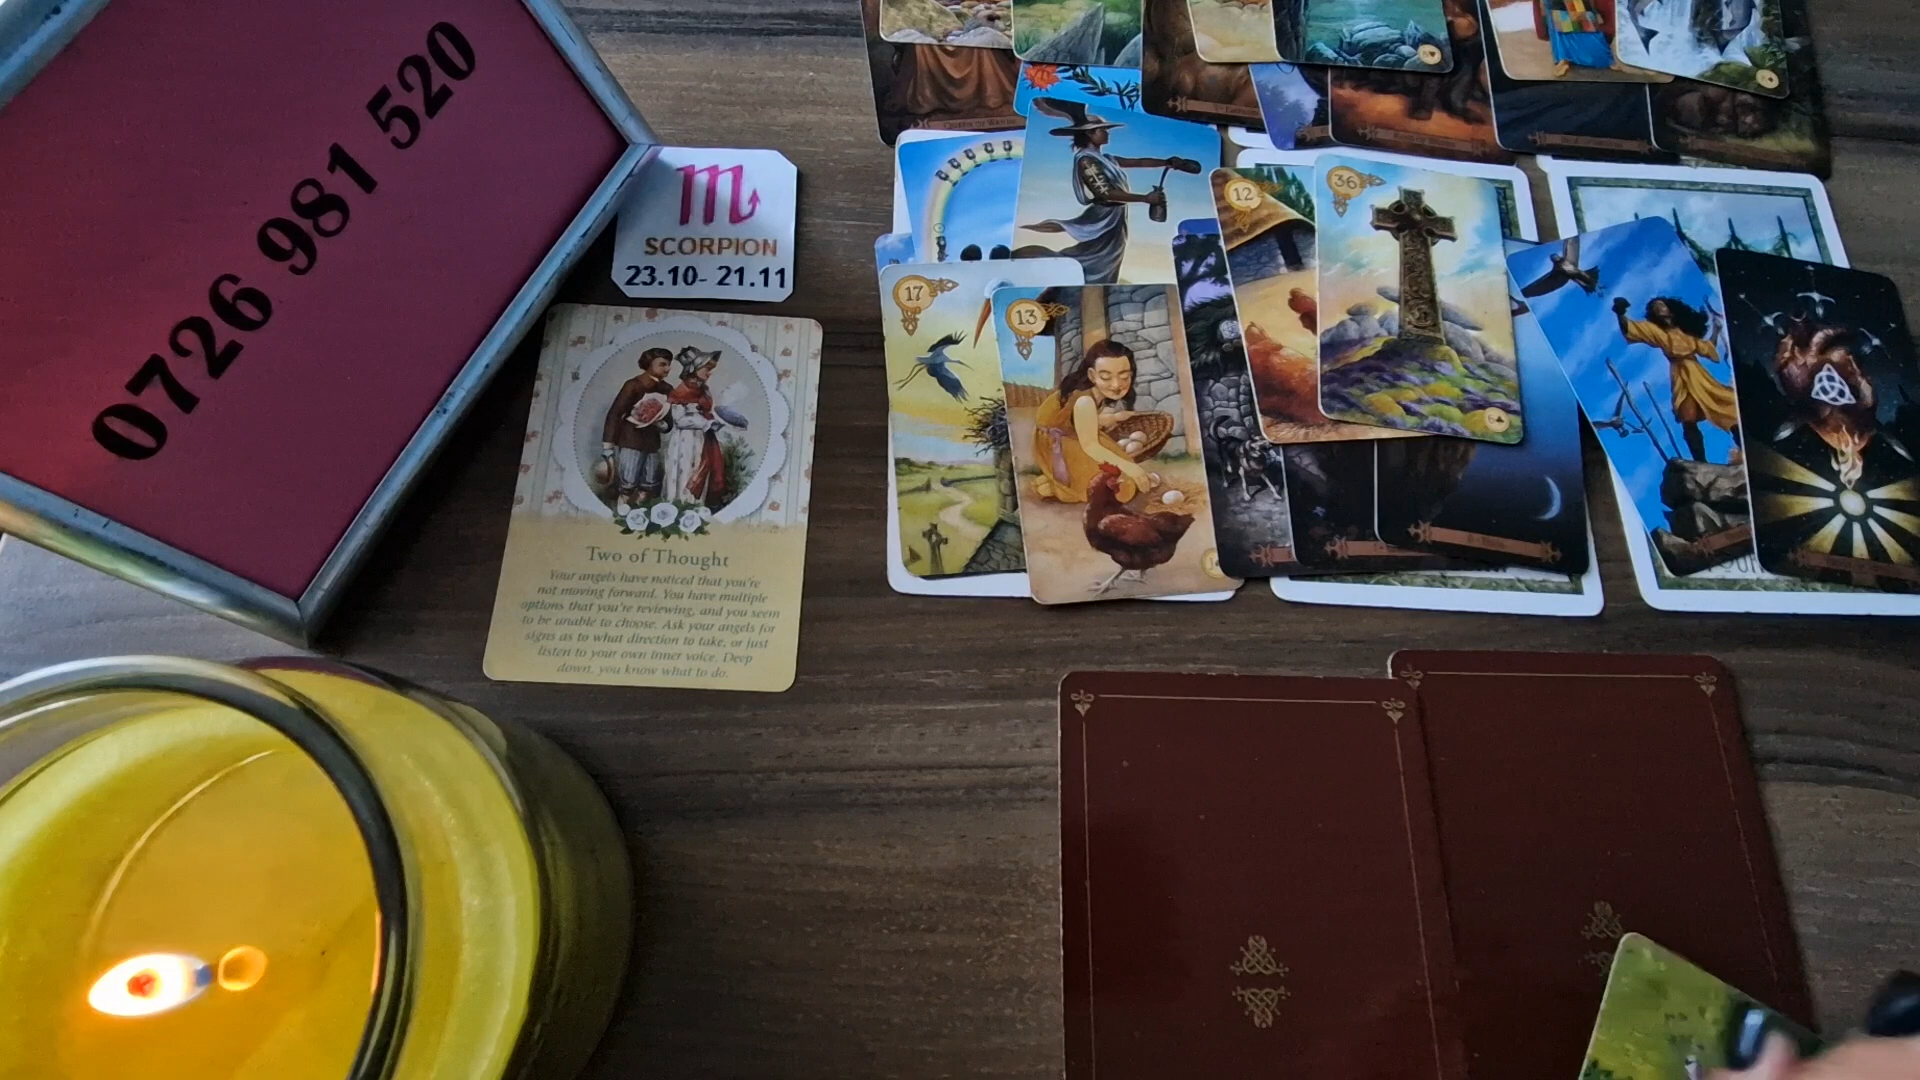 0726 981 520
SCORPION
23.10- 21.11
Two of Thought
Your angels have noticed that you're
not moving forward. You have multiple
options that you're reviewing, and you seem
to be unable to choose. Ask your angels for
signs as to what direction to take, or just
listen to your own inner voice. Deep
down, you know what to do.
17
13
12
36